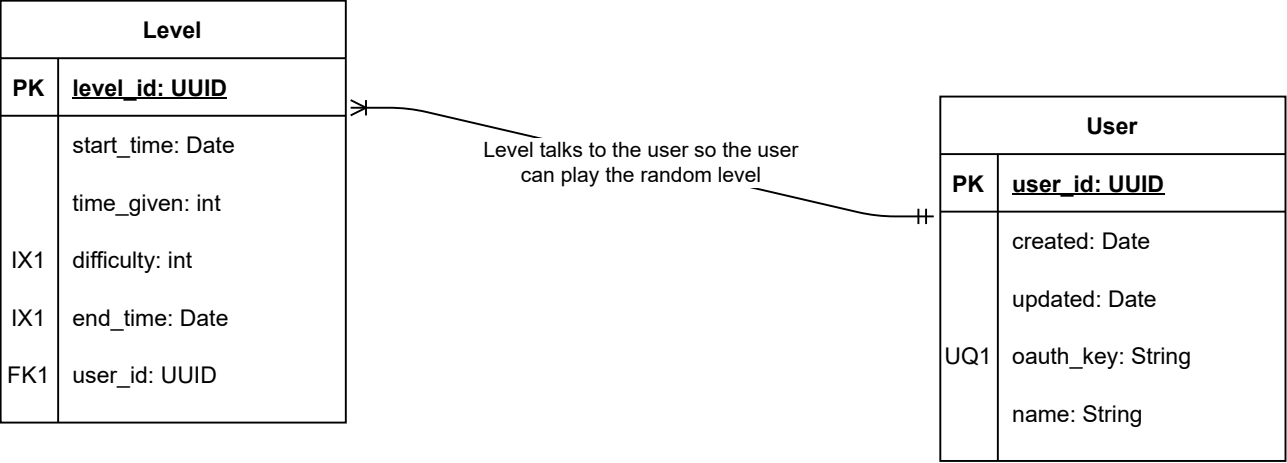 Level
PK level_id: UUID
start_time: Date
time_given: int
IX1 difficulty: int
IX1 end_time: Date
FK1 user_id: UUID
Level talks to the user so the user
can play the random level
User
PK user_id: UUID
created: Date
updated: Date
UQ1 oauth_key: String
name: String